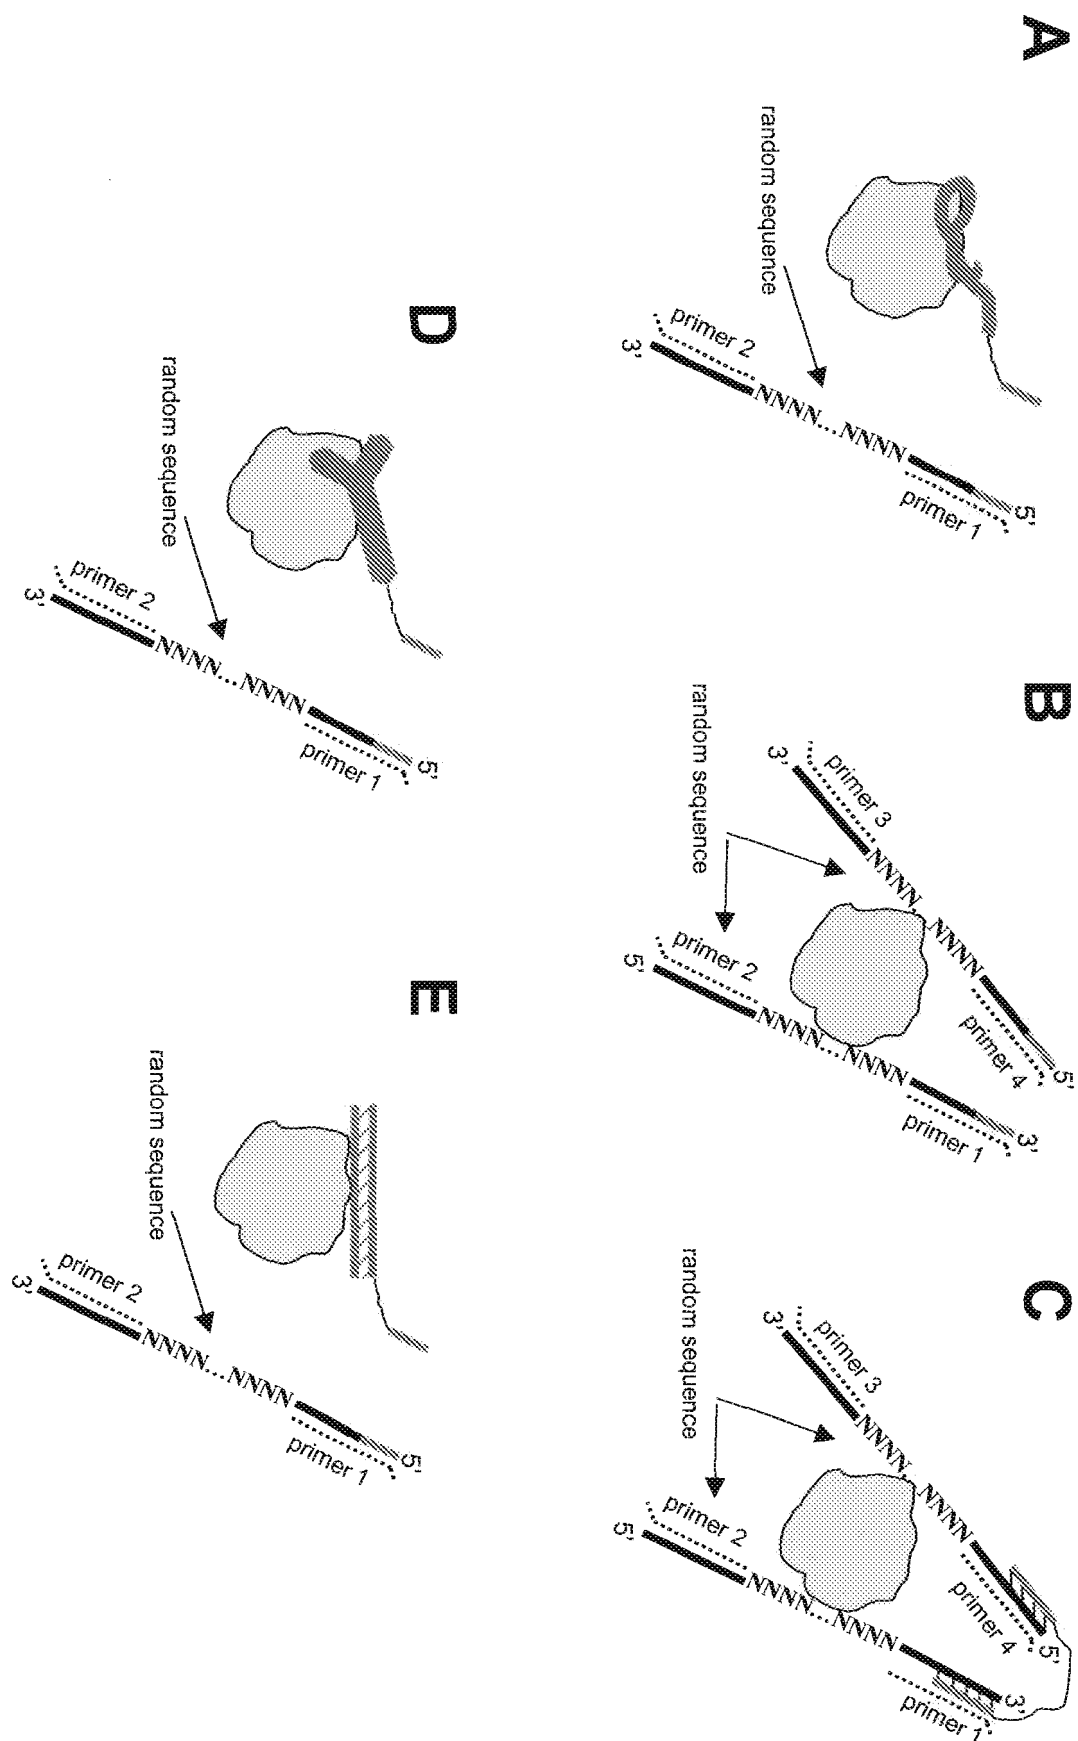 A
random sequence
primer 2
3'
NNNN...NNNN
primer 1
5'
B
random sequence
3'
primer 3
NNNN
NNNN
primer 4
5'
5'
primer 2
NNNN...NNNN
primer 1
3'
C
random sequence
3'
primer 3
NNNN
NNNN
primer 4
5'
5'
primer 2
NNNN...NNNN
primer 1
3'
D
random sequence
primer 2
3'
NNNN...NNNN
primer 1
5'
E
random sequence
primer 2
3'
NNNN...NNNN
primer 1
5'